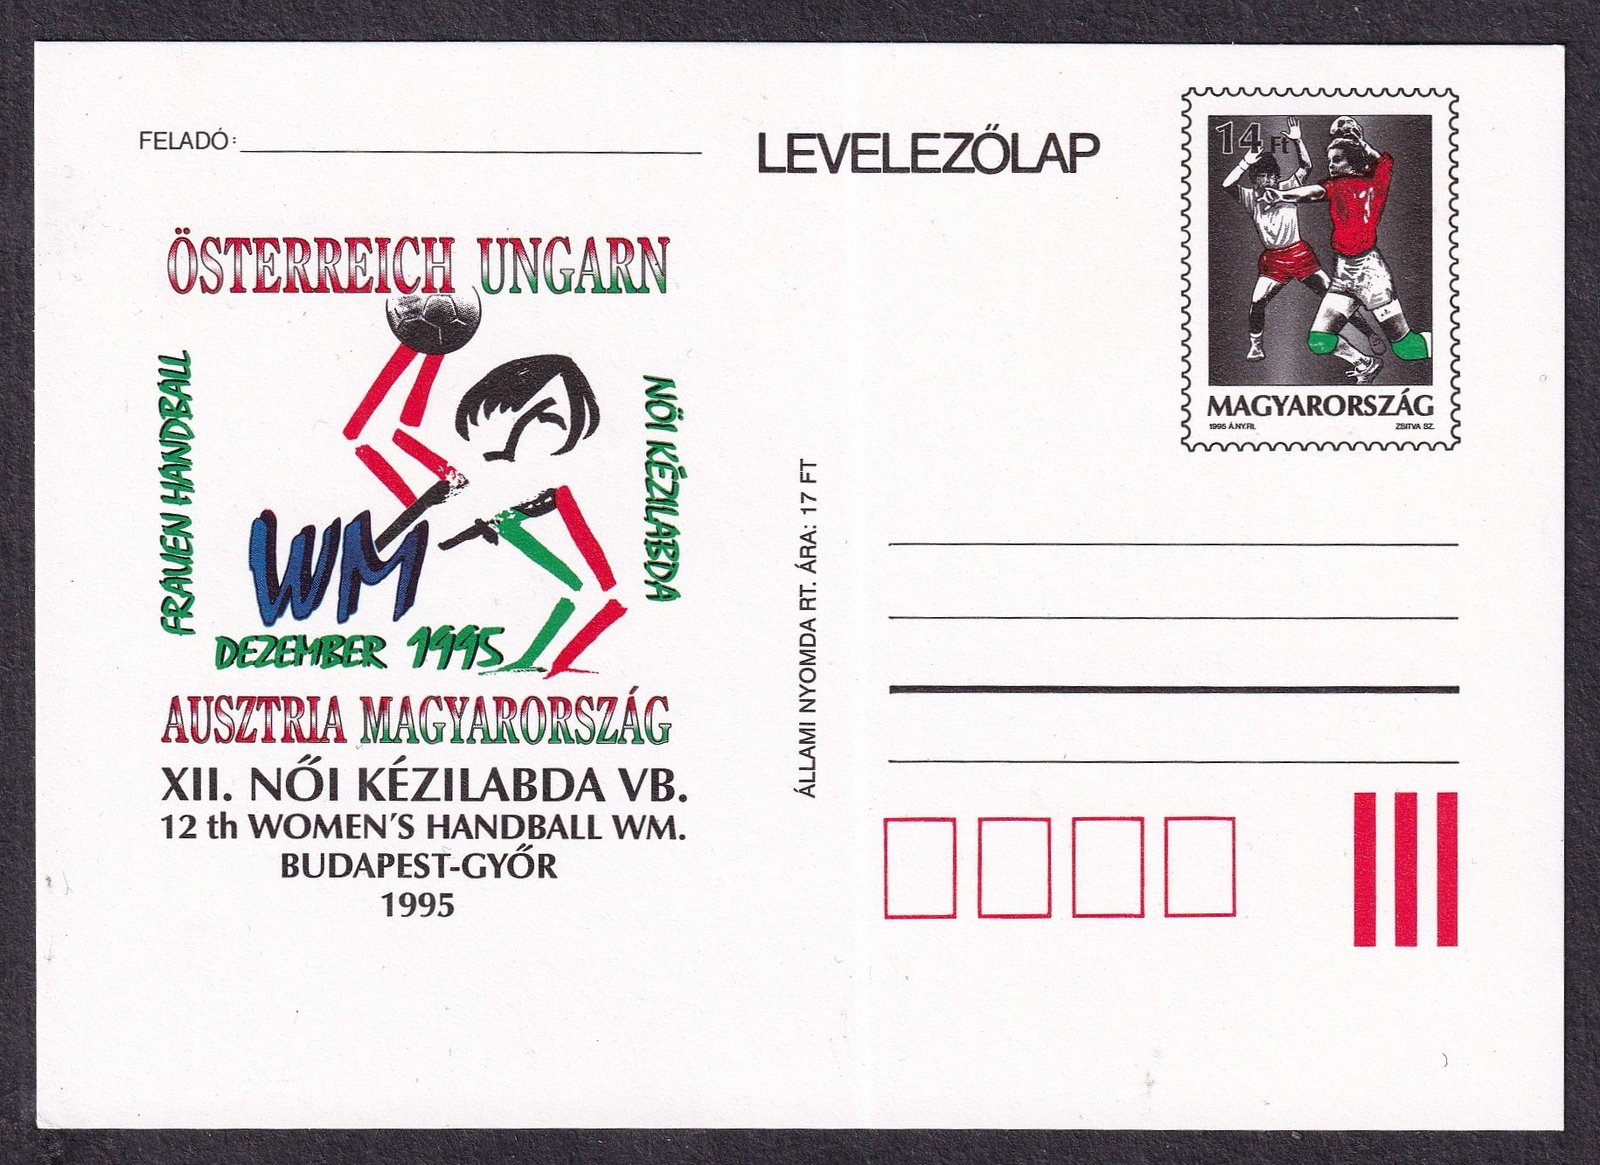 FELADÓ:
LEVELEZŐLAP
14 Ft
MAGYARORSZÁG
1995 Á.NY.Rt. ZSITVA SZ.
ÖSTERREICH UNGARN
FRAUEN HANDBALL
NŐI KÉZILABDA
WM
DEZEMBER 1995
AUSZTRIA MAGYARORSZÁG
XII. NŐI KÉZILABDA VB.
12 th WOMEN'S HANDBALL WM.
BUDAPEST-GYŐR
1995
ÁLLAMI NYOMDA RT. ÁRA: 17 FT